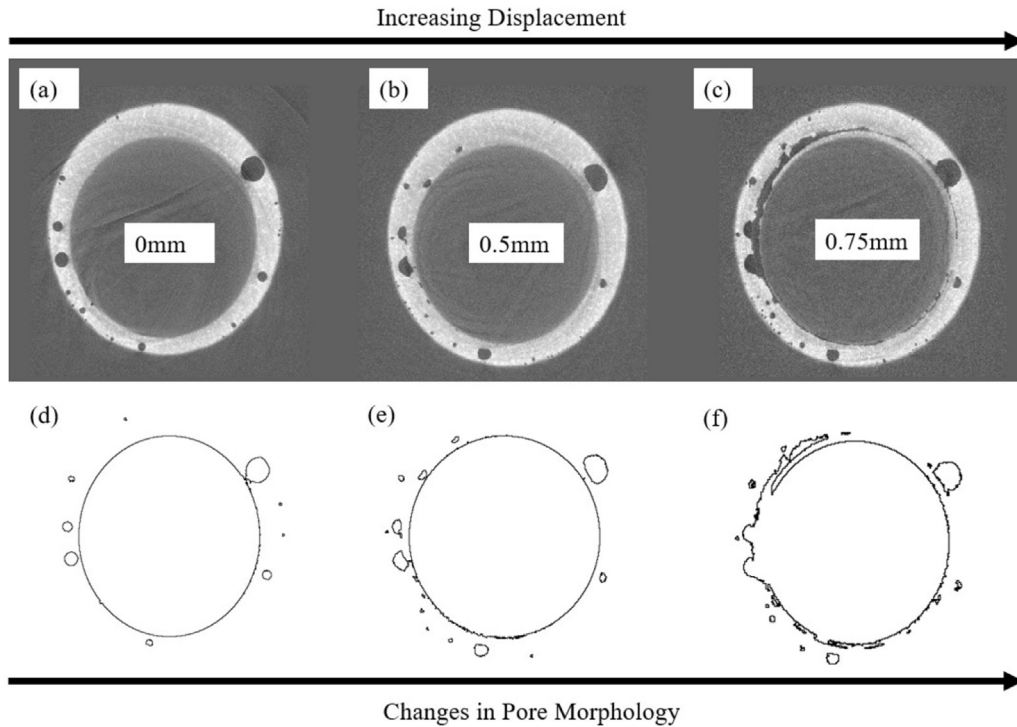 Increasing Displacement
(a)
(b)
(c)
0mm
0.5mm
0.75mm
(d)
(e)
(f)
Changes in Pore Morphology